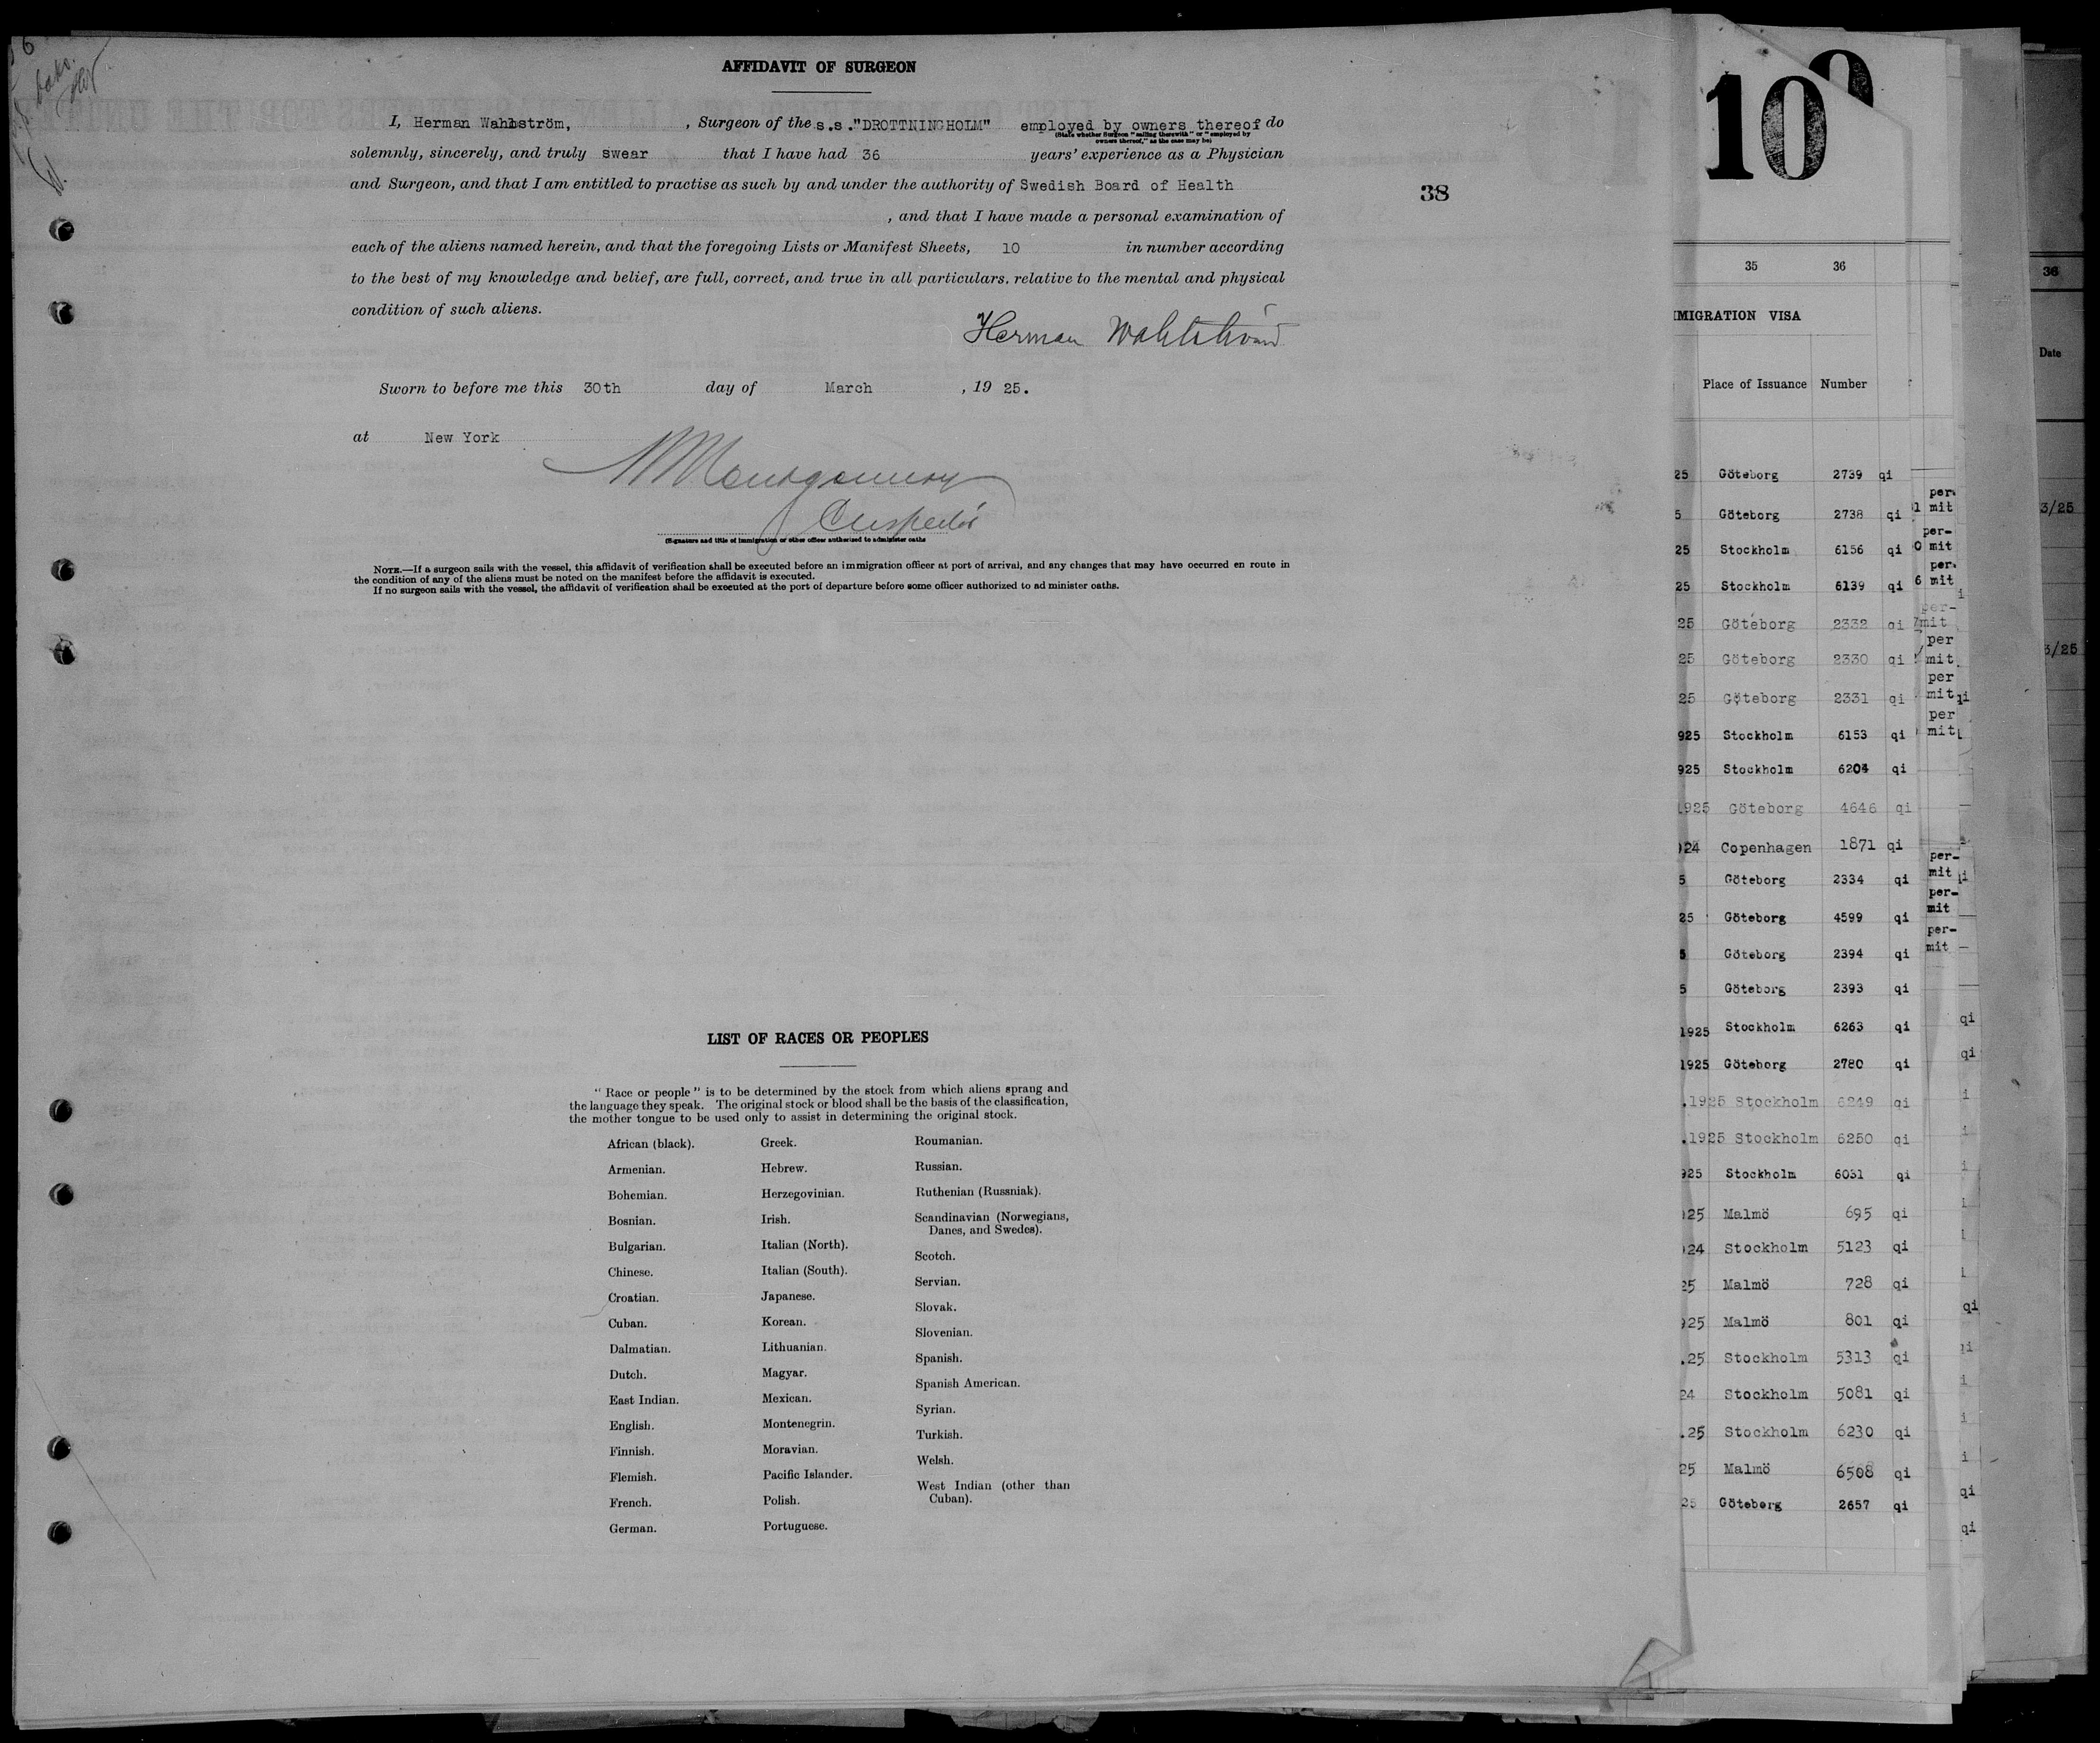 AFFIDAVIT OF SURGEON
I, Herman Wahlström, , Surgeon of the s.s."DROTTNINGHOLM" employed by owners thereof do
(State whether Surgeon "sailing therewith" or "employed by
owners thereof," as the case may be)
solemnly, sincerely, and truly swear that I have had 36 years' experience as a Physician
and Surgeon, and that I am entitled to practise as such by and under the authority of Swedish Board of Health
, and that I have made a personal examination of
each of the aliens named herein, and that the foregoing Lists or Manifest Sheets, 10 in number according
to the best of my knowledge and belief, are full, correct, and true in all particulars, relative to the mental and physical
condition of such aliens.
38
Herman Wahlström
Sworn to before me this 30th day of March , 19 25.
at New York
Montgomery
Inspector
(Signature and title of immigration or other officer authorized to administer oaths
NOTE.—If a surgeon sails with the vessel, this affidavit of verification shall be executed before an immigration officer at port of arrival, and any changes that may have occurred en route in
the condition of any of the aliens must be noted on the manifest before the affidavit is executed.
If no surgeon sails with the vessel, the affidavit of verification shall be executed at the port of departure before some officer authorized to ad minister oaths.
LIST OF RACES OR PEOPLES
"Race or people" is to be determined by the stock from which aliens sprang and
the language they speak. The original stock or blood shall be the basis of the classification,
the mother tongue to be used only to assist in determining the original stock.
African (black).
Armenian.
Bohemian.
Bosnian.
Bulgarian.
Chinese.
Croatian.
Cuban.
Dalmatian.
Dutch.
East Indian.
English.
Finnish.
Flemish.
French.
German.
Greek.
Hebrew.
Herzegovinian.
Irish.
Italian (North).
Italian (South).
Japanese.
Korean.
Lithuanian.
Magyar.
Mexican.
Montenegrin.
Moravian.
Pacific Islander.
Polish.
Portuguese.
Roumanian.
Russian.
Ruthenian (Russniak).
Scandinavian (Norwegians,
Danes, and Swedes).
Scotch.
Servian.
Slovak.
Slovenian.
Spanish.
Spanish American.
Syrian.
Turkish.
Welsh.
West Indian (other than
Cuban).
10
35 36
IMIGRATION VISA
Place of Issuance Number
25 Göteborg 2739 qi
5 Göteborg 2738 qi
25 Stockholm 6156 qi
25 Stockholm 6139 qi
25 Göteborg 2332 qi
25 Göteborg 2330 qi
25 Göteborg 2331 qi
925 Stockholm 6153 qi
925 Stockholm 6204 qi
1925 Göteborg 4646 qi
924 Copenhagen 1871 qi
5 Göteborg 2334 qi
25 Göteborg 4599 qi
5 Göteborg 2394 qi
5 Göteborg 2393 qi
1925 Stockholm 6263 qi
1925 Göteborg 2780 qi
.1925 Stockholm 6249 qi
.1925 Stockholm 6250 qi
925 Stockholm 6031 qi
925 Malmö 695 qi
924 Stockholm 5123 qi
25 Malmö 728 qi
925 Malmö 801 qi
.25 Stockholm 5313 qi
24 Stockholm 5081 qi
.25 Stockholm 6230 qi
25 Malmö 6508 qi
25 Göteborg 2657 qi
per-
mit
per-
mit
per-
mit
per-
mit
per
mit
per
mit qi
per
mit
per-
mit
per-
mit
per-
mit
qi
qi
qi
qi
qi
qi
36
Date
3/25
3/25